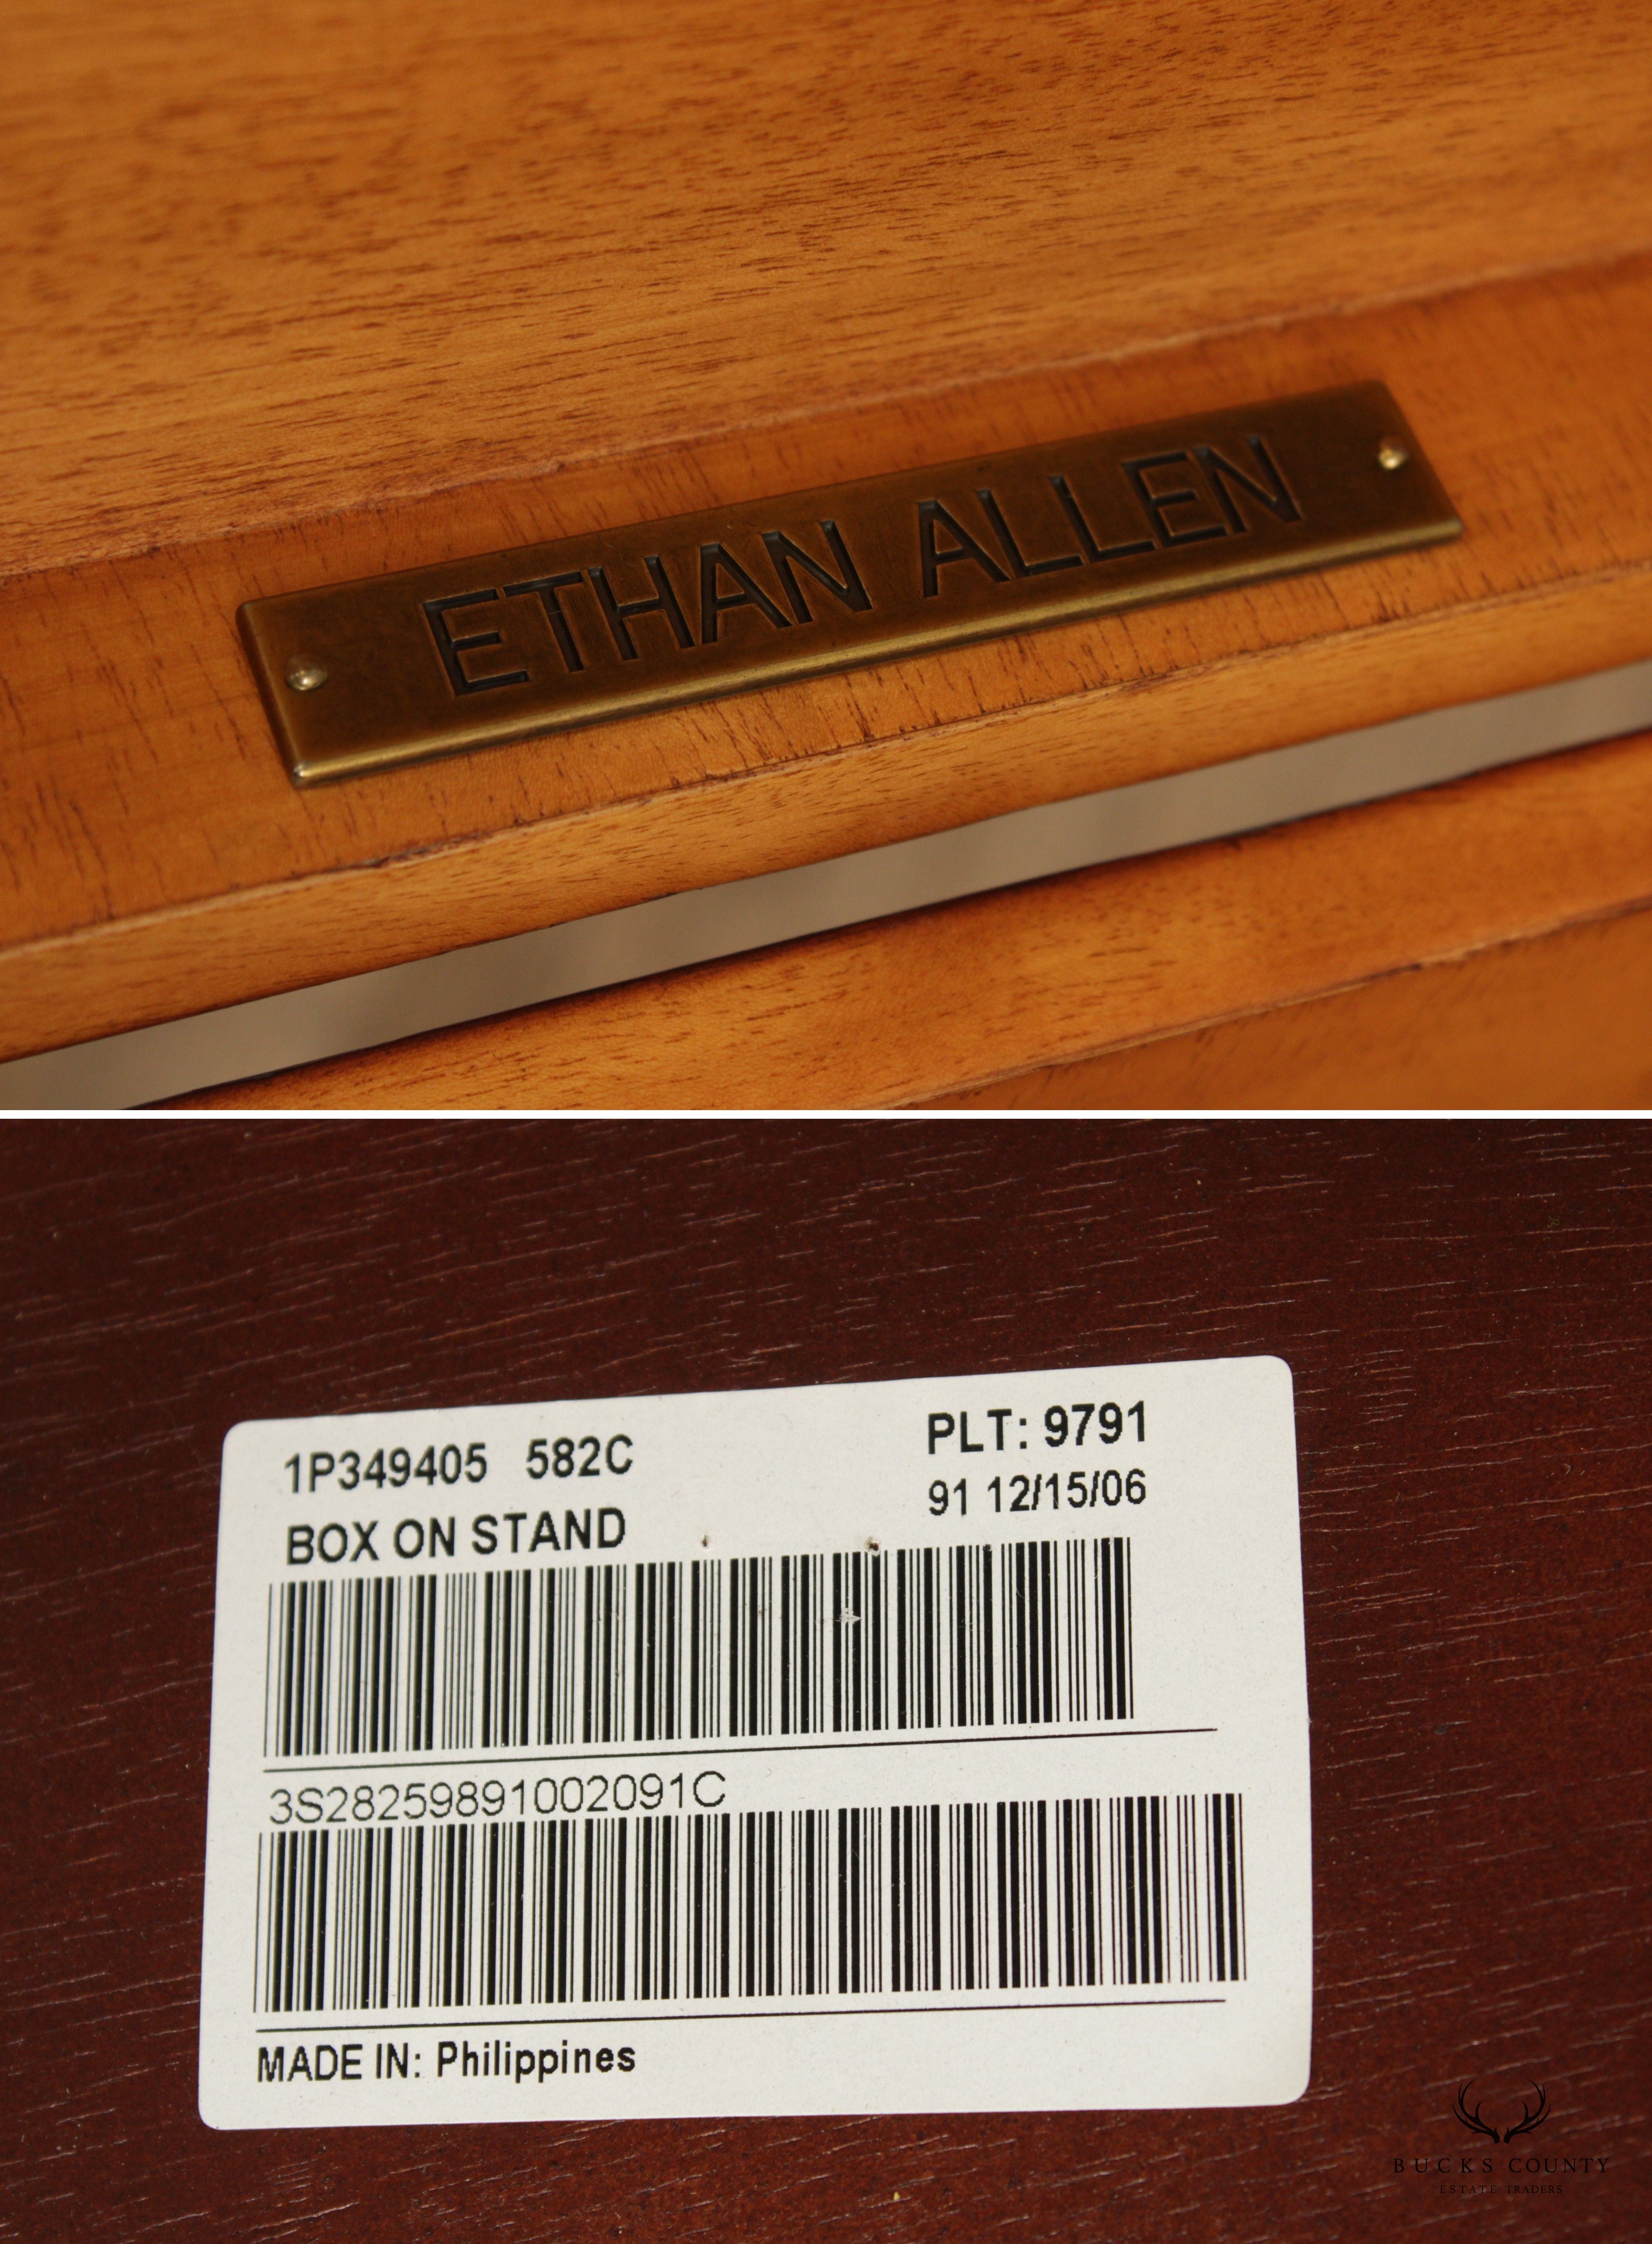 ETHAN ALLEN
1P349405 582C
PLT: 9791
91 12/15/06
BOX ON STAND
3S28259891002091C
MADE IN: Philippines
BUCKS COUNTY
ESTATE TRADERS